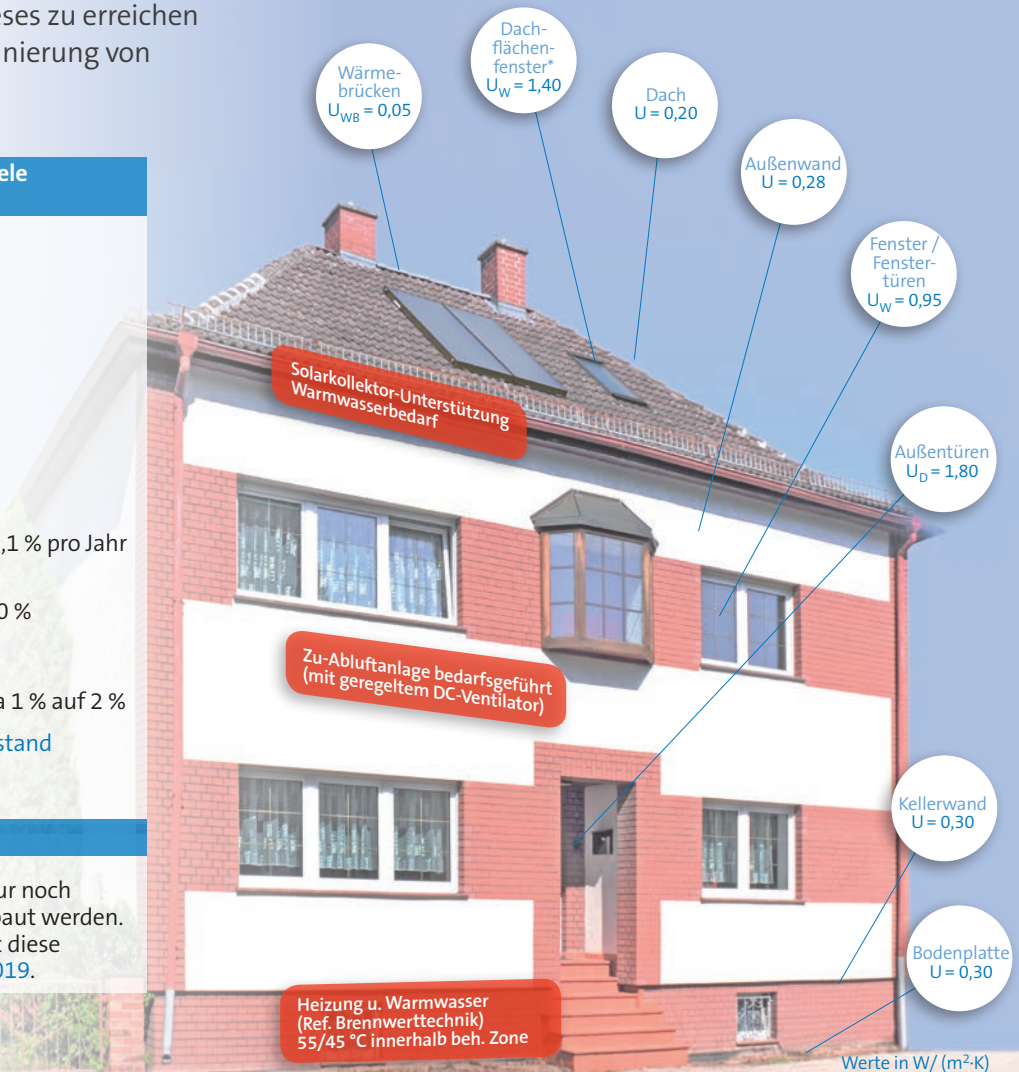 eses zu erreichen
nierung von
ele
,1 % pro Jahr
0 %
a 1 % auf 2 %
stand
ur noch
aut werden.
t diese
019.
Wärme-
brücken
U_WB = 0,05
Dach-
flächen-
fenster*
U_W = 1,40
Dach
U = 0,20
Außenwand
U = 0,28
Fenster /
Fenster-
türen
U_W = 0,95
Außentüren
U_D = 1,80
Solarkollektor-Unterstützung
Warmwasserbedarf
Zu-Abluftanlage bedarfsgeführt
(mit geregeltem DC-Ventilator)
Kellerwand
U = 0,30
Bodenplatte
U = 0,30
Heizung u. Warmwasser
(Ref. Brennwerttechnik)
55/45 °C innerhalb beh. Zone
Werte in W/ (m²·K)